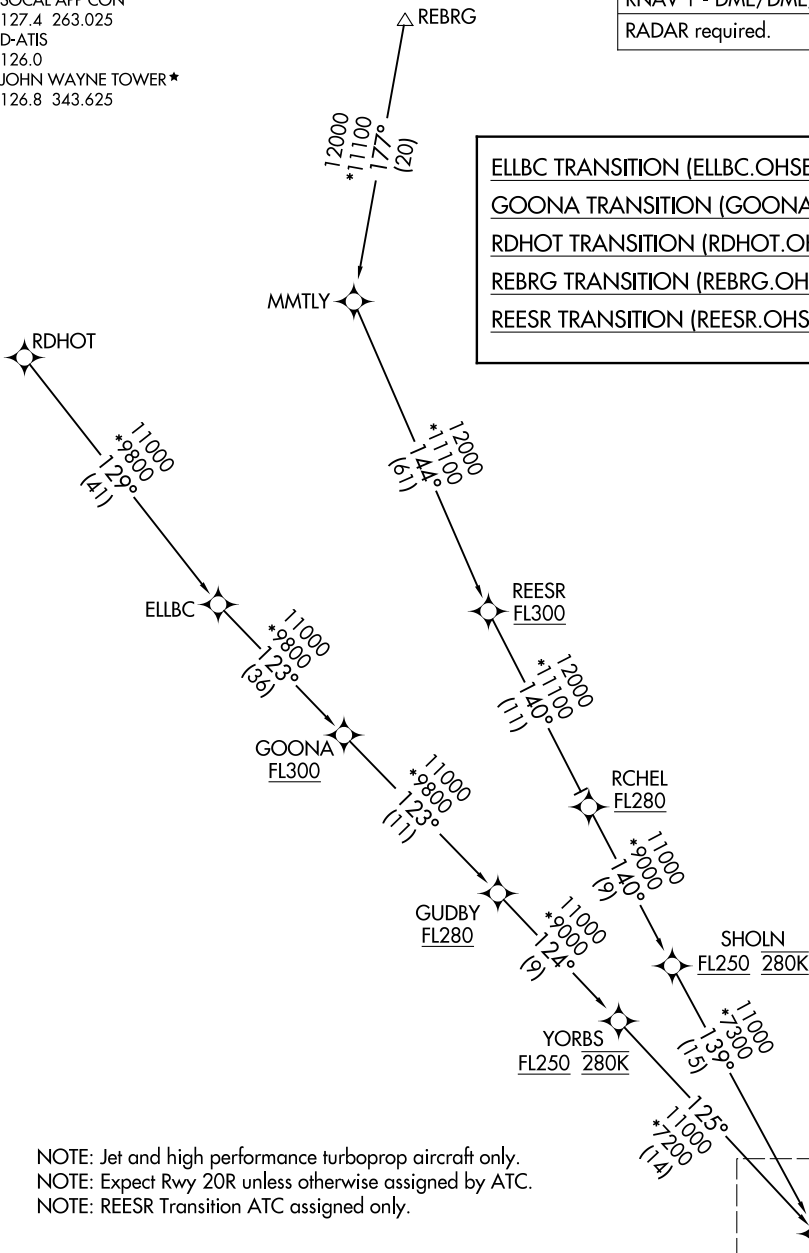 SOCAL APP CON
127.4 263.025
D-ATIS
126.0
JOHN WAYNE TOWER★
126.8 343.625
RNAV 1 - DME/DME
RADAR required.
REBRG
12000
*11100
177°
(20)
ELLBC TRANSITION (ELLBC.OHSE
GOONA TRANSITION (GOONA
RDHOT TRANSITION (RDHOT.OH
REBRG TRANSITION (REBRG.OH
REESR TRANSITION (REESR.OHS
MMTLY
RDHOT
11000
*9800
129°
(41)
12000
*11100
144°
(61)
ELLBC
REESR
FL300
11000
*9800
123°
(36)
12000
*11100
140°
(11)
GOONA
FL300
RCHEL
FL280
11000
*9800
123°
(11)
11000
*9000
140°
(9)
GUDBY
FL280
11000
*9000
124°
(9)
SHOLN
FL250 280K
YORBS
FL250 280K
11000
*7300
139°
(15)
125°
11000
*7200
(14)
NOTE: Jet and high performance turboprop aircraft only.
NOTE: Expect Rwy 20R unless otherwise assigned by ATC.
NOTE: REESR Transition ATC assigned only.